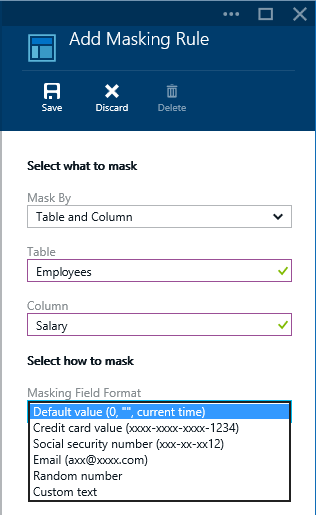 Add Masking Rule
Save Discard Delete
Select what to mask
Mask By
Table and Column
Table
Employees
Column
Salary
Select how to mask
Masking Field Format
Default value (0, "", current time)
Credit card value (xxxx-xxxx-xxxx-1234)
Social security number (xxx-xx-xx12)
Email (axx@xxxx.com)
Random number
Custom text